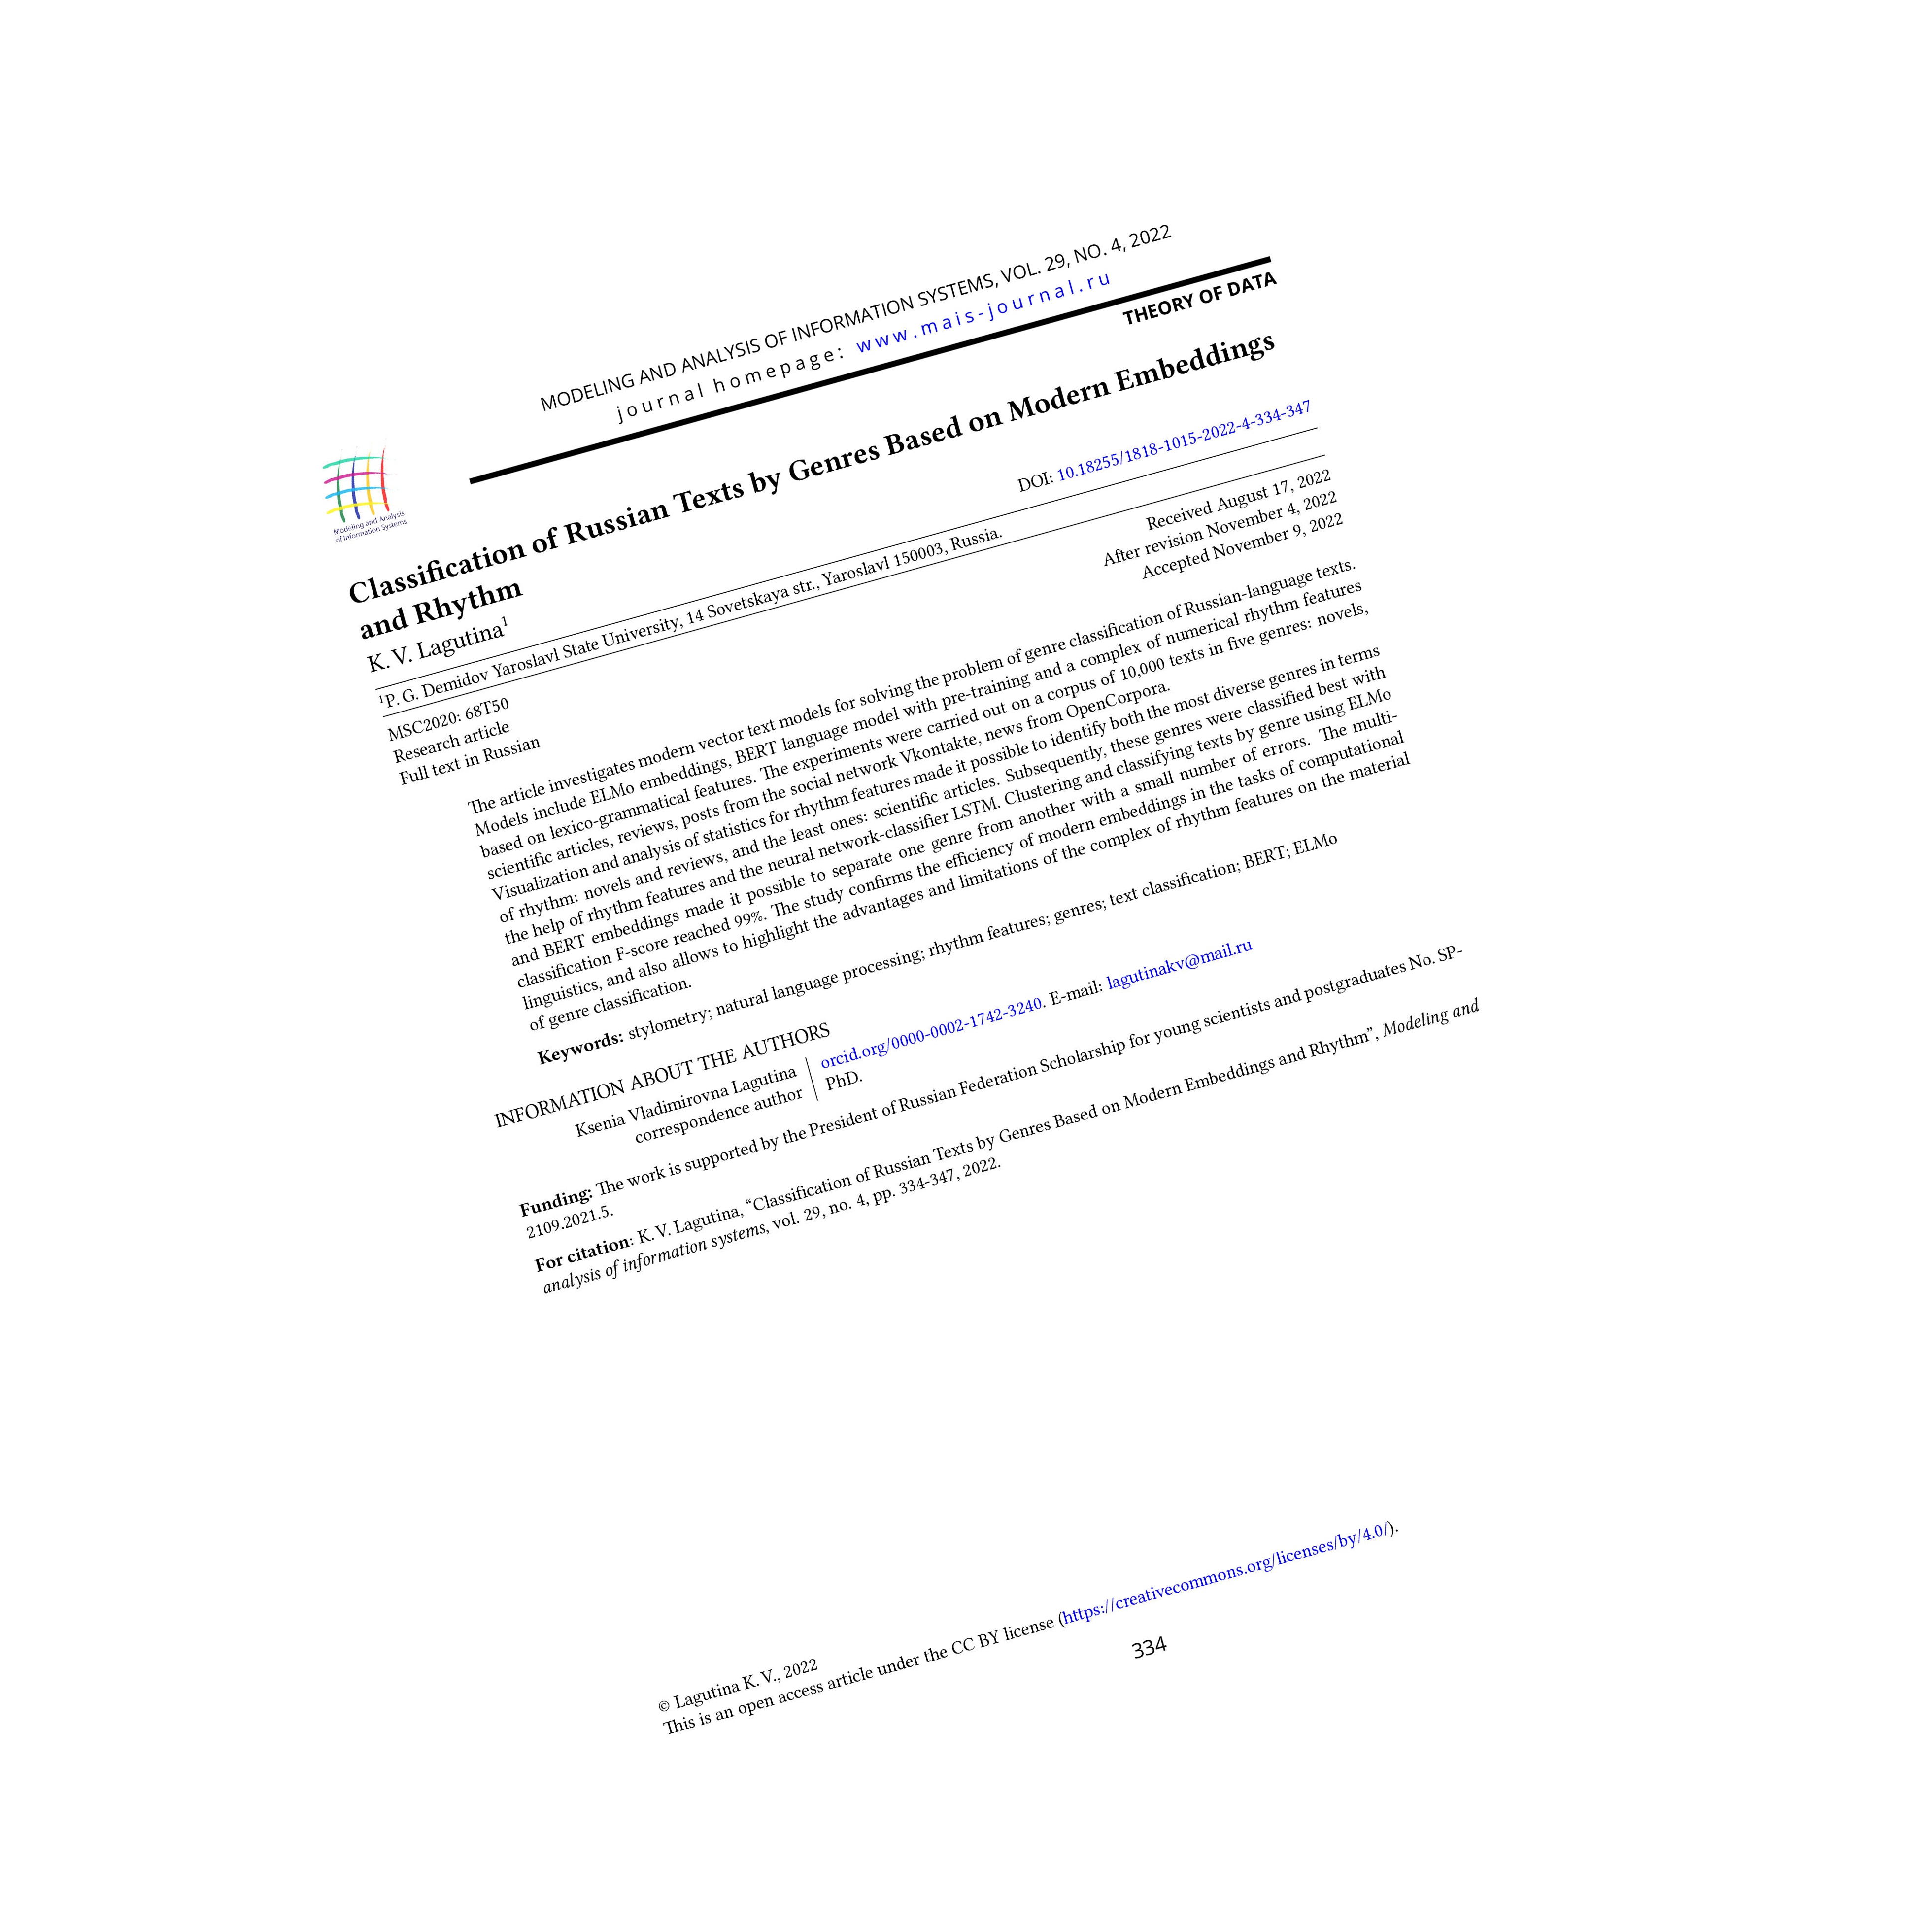 MODELING AND ANALYSIS OF INFORMATION SYSTEMS, VOL. 29, NO. 4, 2022
journal homepage: www.mais-journal.ru
Modeling and Analysis
of Information Systems
THEORY OF DATA
Classification of Russian Texts by Genres Based on Modern Embeddings
and Rhythm
K. V. Lagutina1
DOI: 10.18255/1818-1015-2022-4-334-347
1P. G. Demidov Yaroslavl State University, 14 Sovetskaya str., Yaroslavl 150003, Russia.
MSC2020: 68T50
Research article
Full text in Russian
Received August 17, 2022
After revision November 4, 2022
Accepted November 9, 2022
The article investigates modern vector text models for solving the problem of genre classification of Russian-language texts.
Models include ELMo embeddings, BERT language model with pre-training and a complex of numerical rhythm features
based on lexico-grammatical features. The experiments were carried out on a corpus of 10,000 texts in five genres: novels,
scientific articles, reviews, posts from the social network Vkontakte, news from OpenCorpora.
Visualization and analysis of statistics for rhythm features made it possible to identify both the most diverse genres in terms
of rhythm: novels and reviews, and the least ones: scientific articles. Subsequently, these genres were classified best with
the help of rhythm features and the neural network-classifier LSTM. Clustering and classifying texts by genre using ELMo
and BERT embeddings made it possible to separate one genre from another with a small number of errors. The multi-
classification F-score reached 99%. The study confirms the efficiency of modern embeddings in the tasks of computational
linguistics, and also allows to highlight the advantages and limitations of the complex of rhythm features on the material
of genre classification.
Keywords: stylometry; natural language processing; rhythm features; genres; text classification; BERT; ELMo
INFORMATION ABOUT THE AUTHORS
Ksenia Vladimirovna Lagutina
correspondence author
orcid.org/0000-0002-1742-3240. E-mail: lagutinakv@mail.ru
PhD.
Funding: The work is supported by the President of Russian Federation Scholarship for young scientists and postgraduates No. SP-
2109.2021.5.
For citation: K. V. Lagutina, “Classification of Russian Texts by Genres Based on Modern Embeddings and Rhythm”, Modeling and
analysis of information systems, vol. 29, no. 4, pp. 334-347, 2022.
© Lagutina K. V., 2022
This is an open access article under the CC BY license (https://creativecommons.org/licenses/by/4.0/).
334